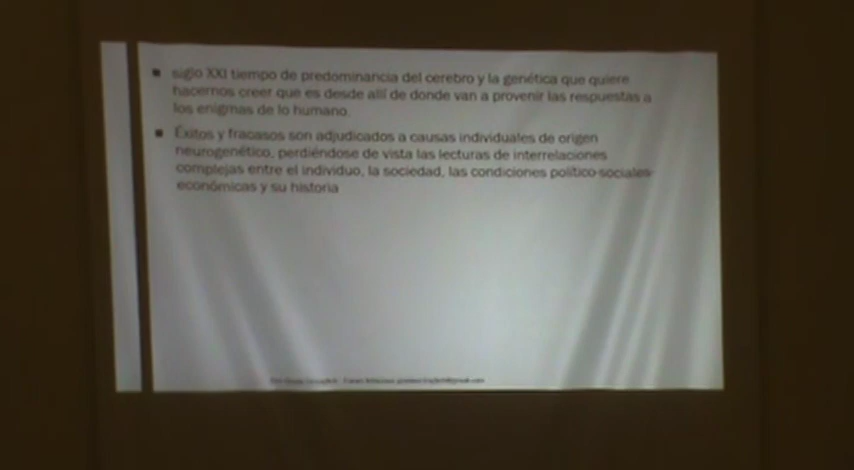 siglo XXI tiempo de predominancia del cerebro y la genética que quiere
hacernos creer que es desde allí de donde van a provenir las respuestas a
los enigmas de lo humano.
Éxitos y fracasos son adjudicados a causas individuales de origen
neurogenético, perdiéndose de vista las lecturas de interrelaciones
complejas entre el individuo, la sociedad, las condiciones político-sociales-
económicas y su historia